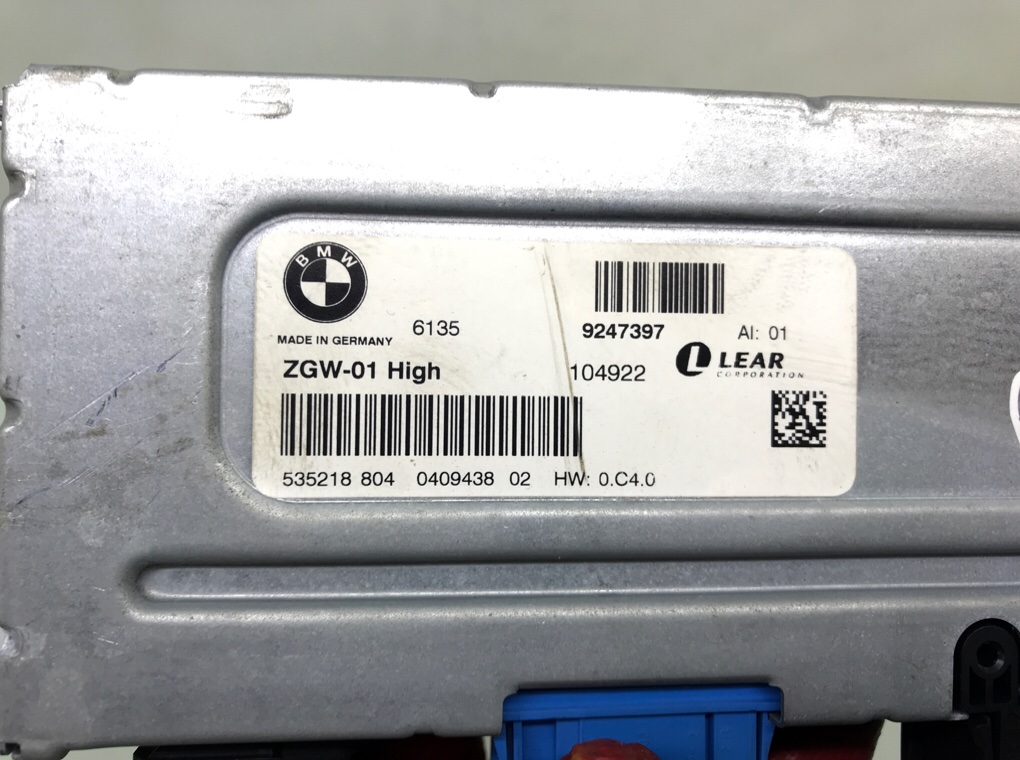 BMW
MADE IN GERMANY
6135
9247397 AI: 01
ZGW-01 High
104922
LEAR
CORPORATION
535218 804 0409438 02 HW: 0.C4.0